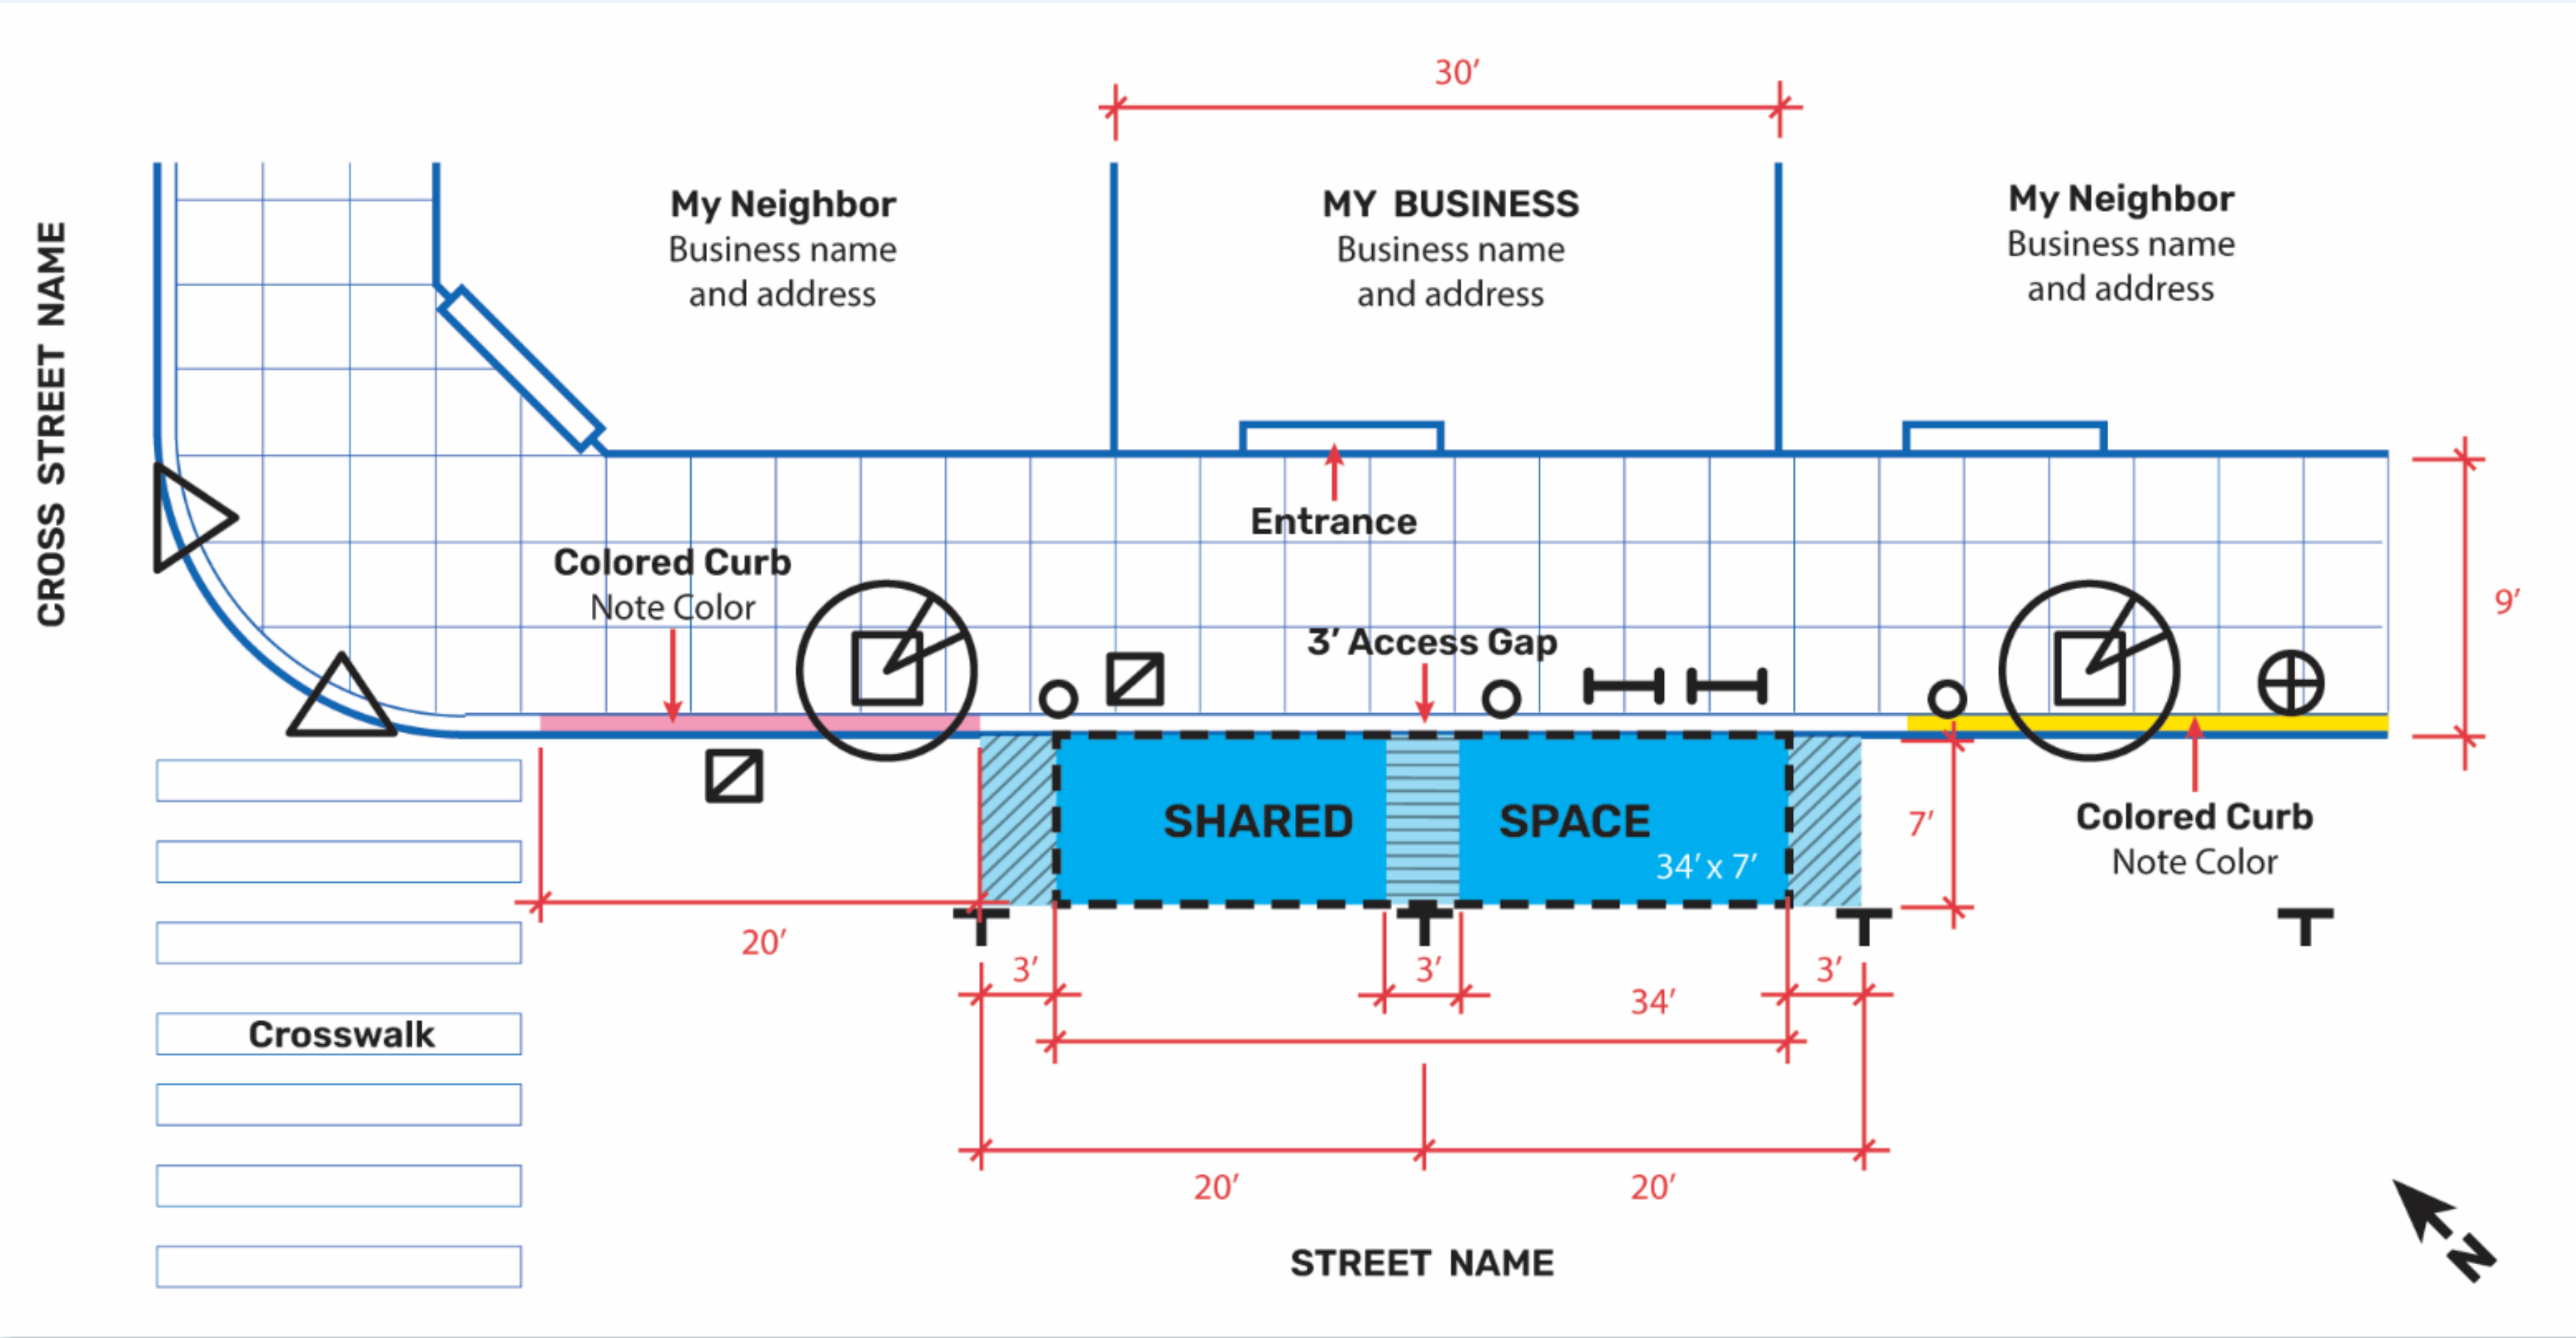 30′
CROSS STREET NAME
My Neighbor
Business name
and address
MY BUSINESS
Business name
and address
My Neighbor
Business name
and address
Entrance
Colored Curb
Note Color
3′ Access Gap
9′
SHARED SPACE
34′ x 7′
7′
Colored Curb
Note Color
20′
3′
3′
34′
3′
Crosswalk
20′
20′
STREET NAME
N